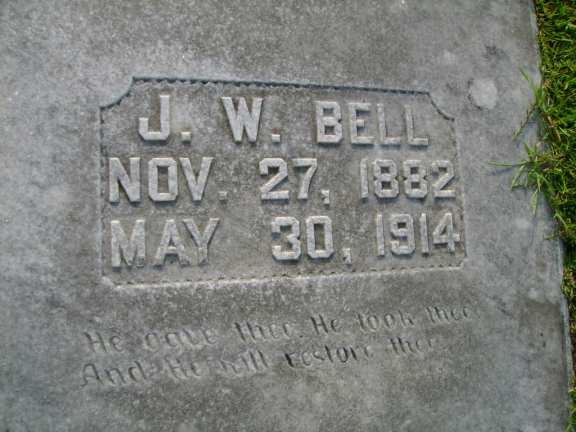 J. W. BELL
NOV. 27, 1882
MAY 30, 1914
He gave thee. He took thee
And He will restore thee.